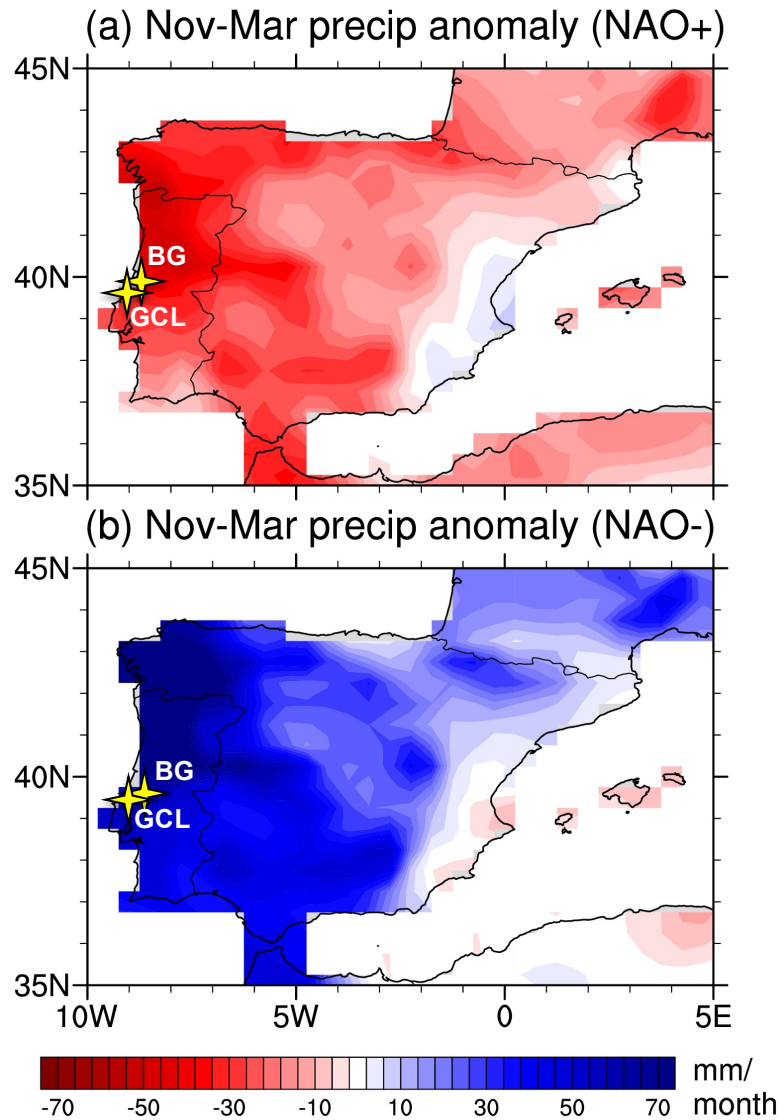 (a) Nov-Mar precip anomaly (NAO+)
45N
40N
35N
BG
GCL
(b) Nov-Mar precip anomaly (NAO-)
45N
40N
35N
BG
GCL
10W 5W 0 5E
-70 -50 -30 -10 10 30 50 70
mm/
month